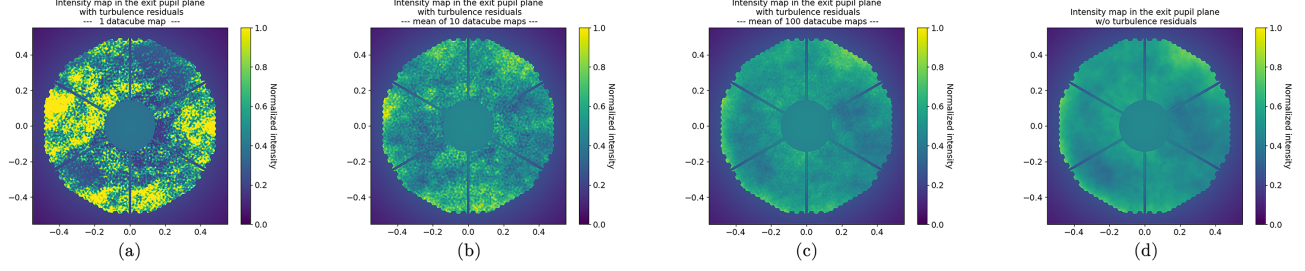 Intensity map in the exit pupil plane
with turbulence residuals
--- 1 datacube map ---
1.0
0.8
0.6
0.4
0.2
0.0
Normalized intensity
0.4
0.2
0.0
−0.2
−0.4
−0.4 −0.2 0.0 0.2 0.4
(a)
Intensity map in the exit pupil plane
with turbulence residuals
--- mean of 10 datacube maps ---
1.0
0.8
0.6
0.4
0.2
0.0
Normalized intensity
0.4
0.2
0.0
−0.2
−0.4
−0.4 −0.2 0.0 0.2 0.4
(b)
Intensity map in the exit pupil plane
with turbulence residuals
--- mean of 100 datacube maps ---
1.0
0.8
0.6
0.4
0.2
0.0
Normalized intensity
0.4
0.2
0.0
−0.2
−0.4
−0.4 −0.2 0.0 0.2 0.4
(c)
Intensity map in the exit pupil plane
w/o turbulence residuals
1.0
0.8
0.6
0.4
0.2
0.0
Normalized intensity
0.4
0.2
0.0
−0.2
−0.4
−0.4 −0.2 0.0 0.2 0.4
(d)